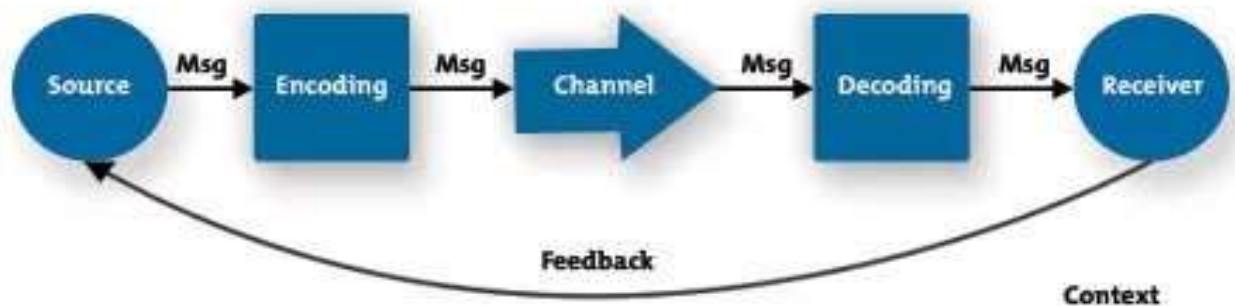 Msg Msg Msg Msg
Source Encoding Channel Decoding Receiver
Feedback
Context